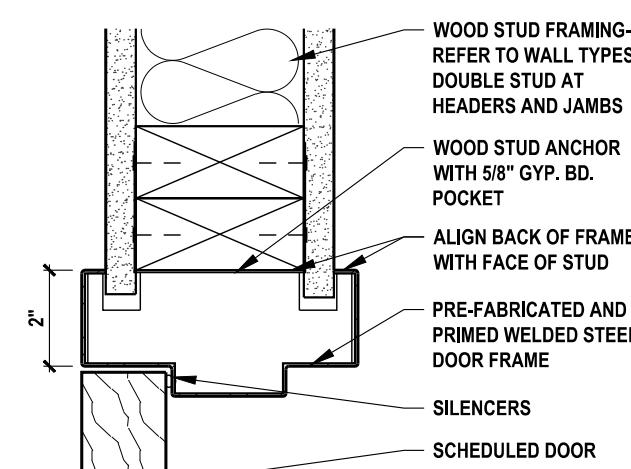 WOOD STUD FRAMING-
REFER TO WALL TYPES
DOUBLE STUD AT
HEADERS AND JAMBS
WOOD STUD ANCHOR
WITH 5/8" GYP. BD.
POCKET
ALIGN BACK OF FRAME
WITH FACE OF STUD
2"
PRE-FABRICATED AND
PRIMED WELDED STEEL
DOOR FRAME
SILENCERS
SCHEDULED DOOR